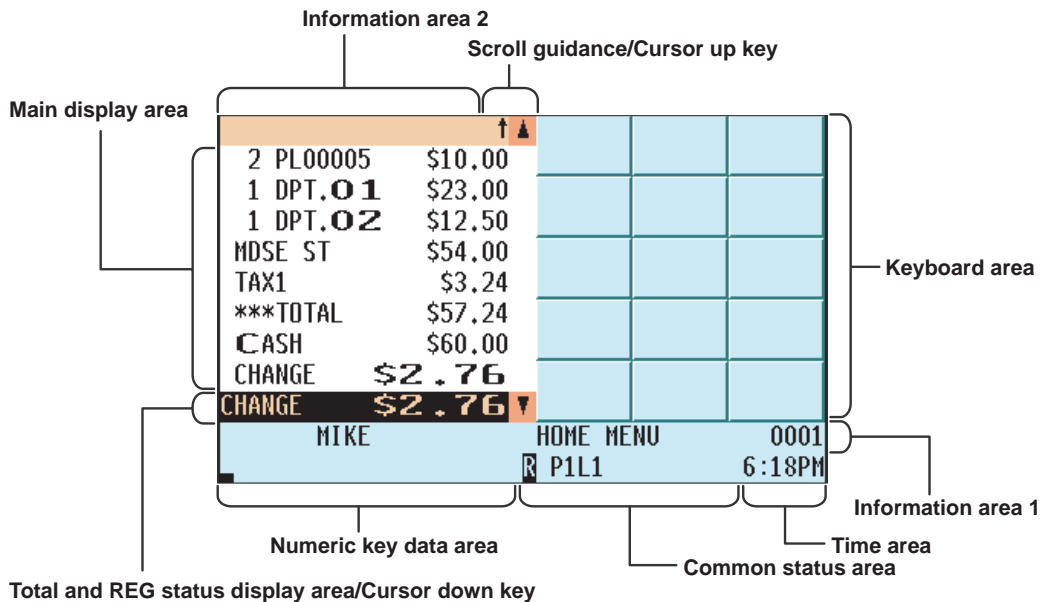 Information area 2
Scroll guidance/Cursor up key
Main display area
↑ ▲
2 PL00005 $10.00
1 DPT.01 $23.00
1 DPT.02 $12.50
MDSE ST $54.00
TAX1 $3.24
***TOTAL $57.24
CASH $60.00
CHANGE $2.76
CHANGE $2.76 ▼
Keyboard area
MIKE HOME MENU 0001
R P1L1 6:18PM
Information area 1
Numeric key data area
Time area
Common status area
Total and REG status display area/Cursor down key